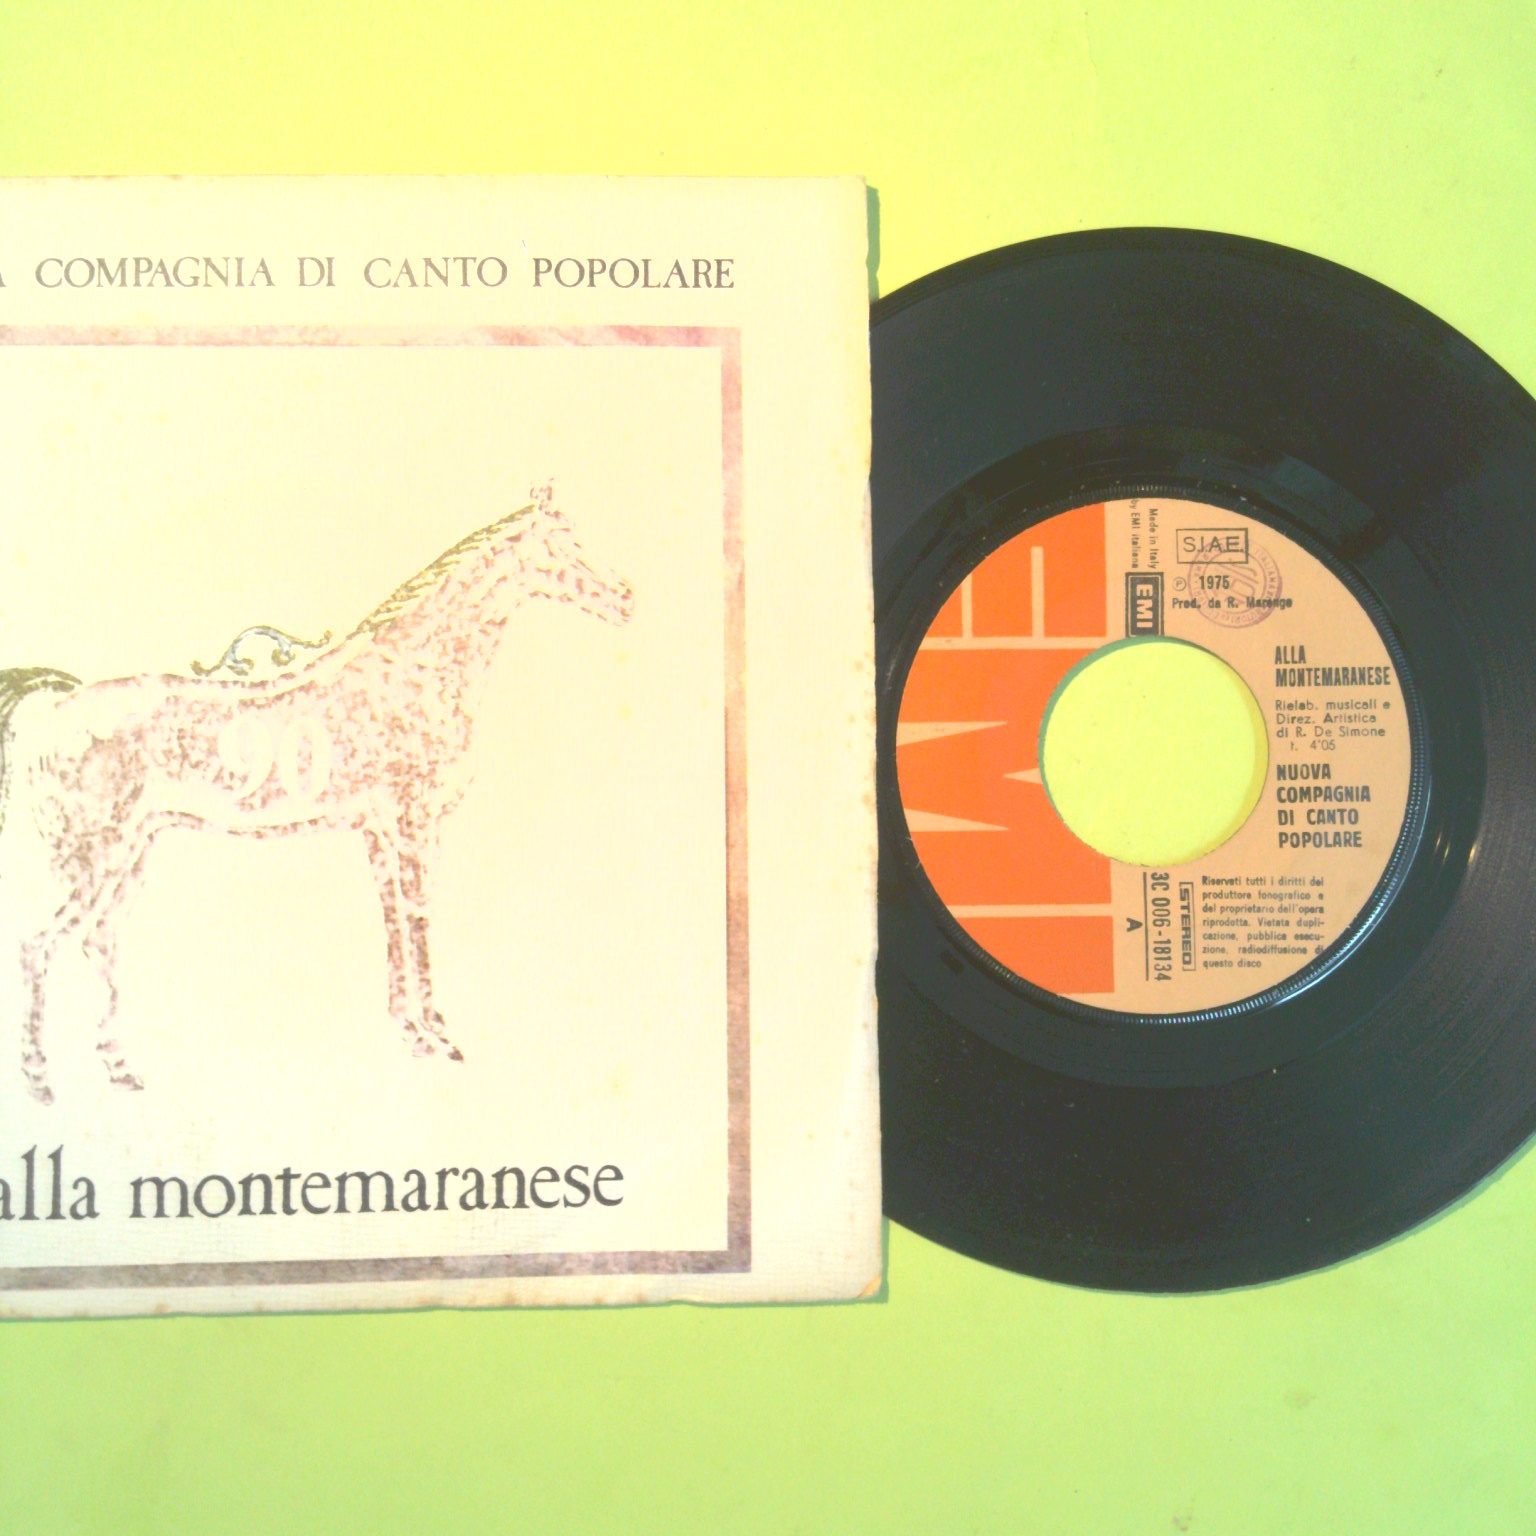 A COMPAGNIA DI CANTO POPOLARE
90
alla montemaranese
Made in Italy
by EMI italiana
EMI
S.I.A.E.
Ⓟ 1975
Prod. da R. Marengo
ALLA
MONTEMARANESE
Rielab. musicali e
Direz. Artistica
di R. De Simone
t. 4'05
NUOVA
COMPAGNIA
DI CANTO
POPOLARE
3C 006-18134
A
STEREO
Riservati tutti i diritti del
produttore fonografico e
del proprietario dell'opera
riprodotta. Vietata dupli-
cazione, pubblica esecu-
zione, radiodiffusione di
questo disco
EMI